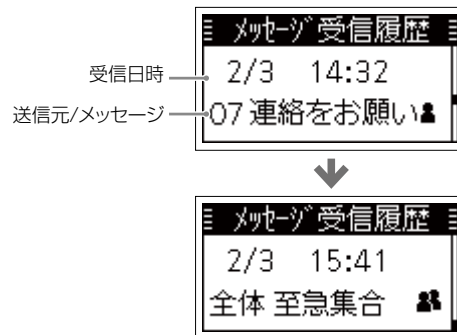 メッセージ受信履歴
受信日時
2/3 14:32
送信元/メッセージ
07 連絡をお願い
メッセージ受信履歴
2/3 15:41
全体 至急集合